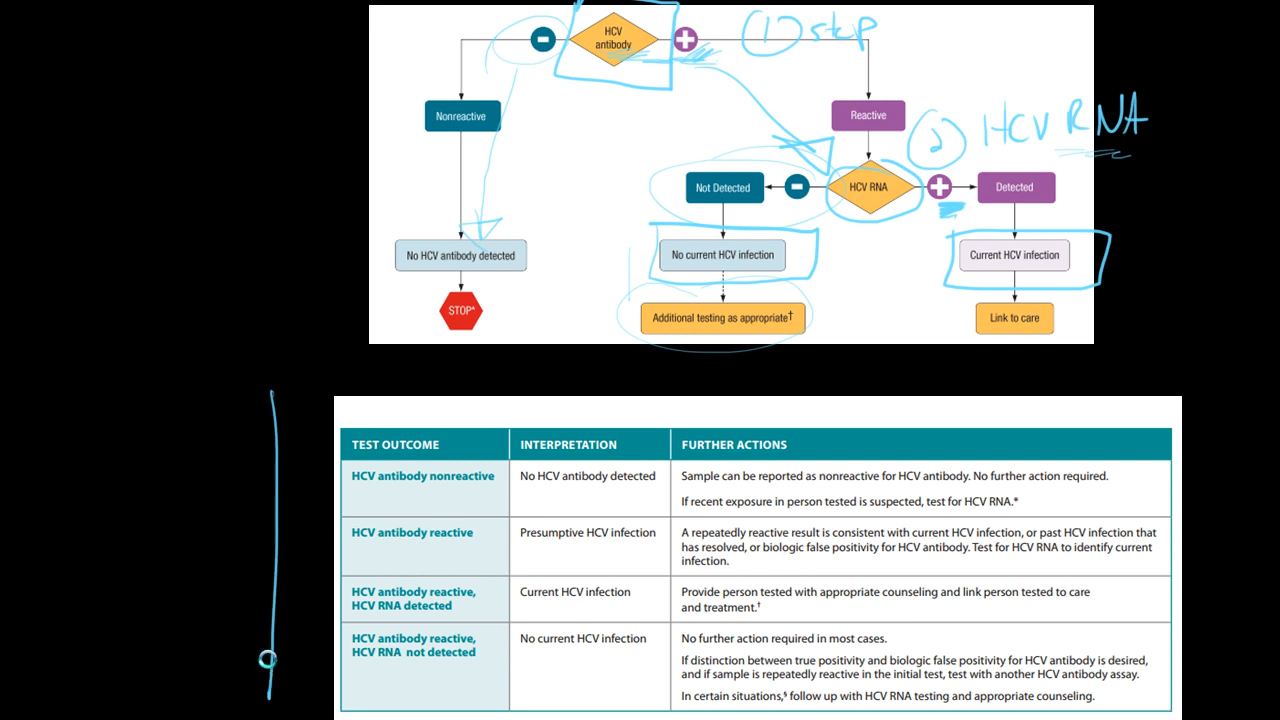 HCV
antibody
(1) step
Nonreactive
Reactive
(2) HCV RNA
Not Detected
HCV RNA
Detected
No HCV antibody detected
No current HCV infection
Current HCV infection
STOP*
Additional testing as appropriate†
Link to care
TEST OUTCOME INTERPRETATION FURTHER ACTIONS
HCV antibody nonreactive No HCV antibody detected Sample can be reported as nonreactive for HCV antibody. No further action required.
If recent exposure in person tested is suspected, test for HCV RNA.*
HCV antibody reactive Presumptive HCV infection A repeatedly reactive result is consistent with current HCV infection, or past HCV infection that
has resolved, or biologic false positivity for HCV antibody. Test for HCV RNA to identify current
infection.
HCV antibody reactive, Current HCV infection Provide person tested with appropriate counseling and link person tested to care
HCV RNA detected and treatment.†
HCV antibody reactive, No current HCV infection No further action required in most cases.
HCV RNA not detected
If distinction between true positivity and biologic false positivity for HCV antibody is desired,
and if sample is repeatedly reactive in the initial test, test with another HCV antibody assay.
In certain situations,§ follow up with HCV RNA testing and appropriate counseling.